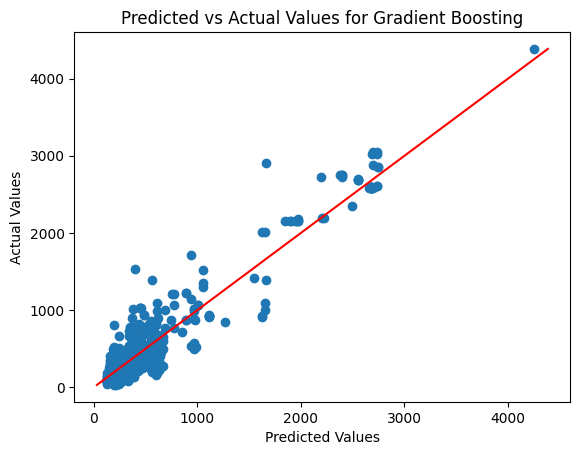 Predicted vs Actual Values for Gradient Boosting
4000
3000
2000
1000
0
Actual Values
0 1000 2000 3000 4000
Predicted Values